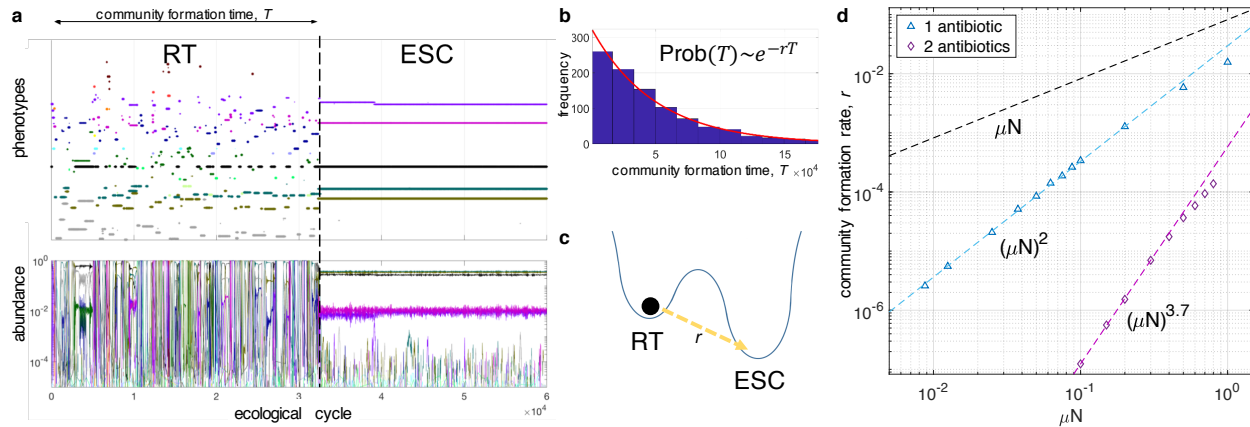 a
community formation time, T
RT
ESC
phenotypes
abundance
10^0
10^-2
10^-4
0
1
2
3
4
5
6
×10^4
ecological cycle
b
Prob(T)~e^{-rT}
frequency
300
200
100
0
5
10
15
×10^4
community formation time, T
c
RT
r
ESC
d
1 antibiotic
2 antibiotics
community formation rate, r
10^-2
10^-4
10^-6
μN
(μN)^2
(μN)^3.7
10^-2
10^-1
10^0
μN